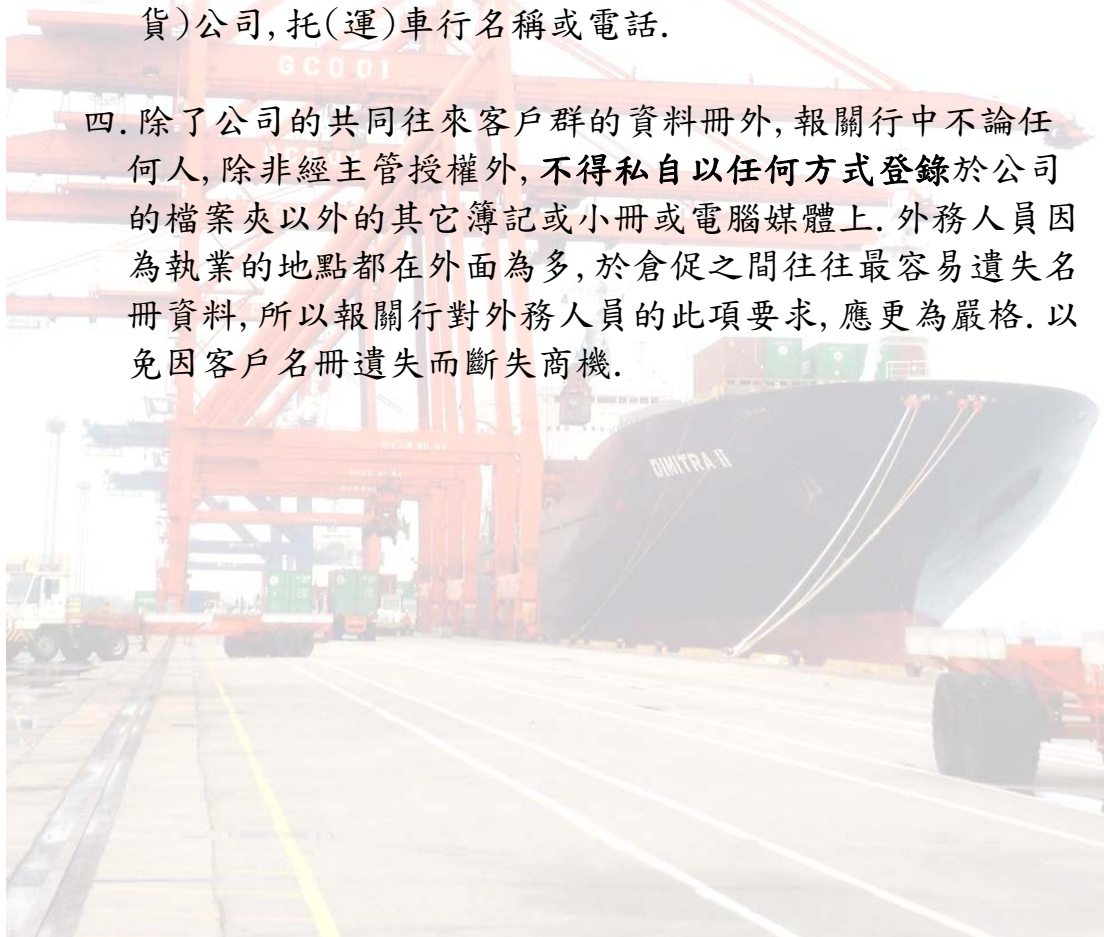 貨)公司,托(運)車行名稱或電話.
GCQ01
四.除了公司的共同往來客戶群的資料冊外,報關行中不論任
何人,除非經主管授權外,不得私自以任何方式登錄於公司
的檔案夾以外的其它簿記或小冊或電腦媒體上.外務人員因
為執業的地點都在外面為多,於倉促之間往往最容易遺失名
冊資料,所以報關行對外務人員的此項要求,應更為嚴格.以
免因客戶名冊遺失而斷失商機.
DIMITRA II